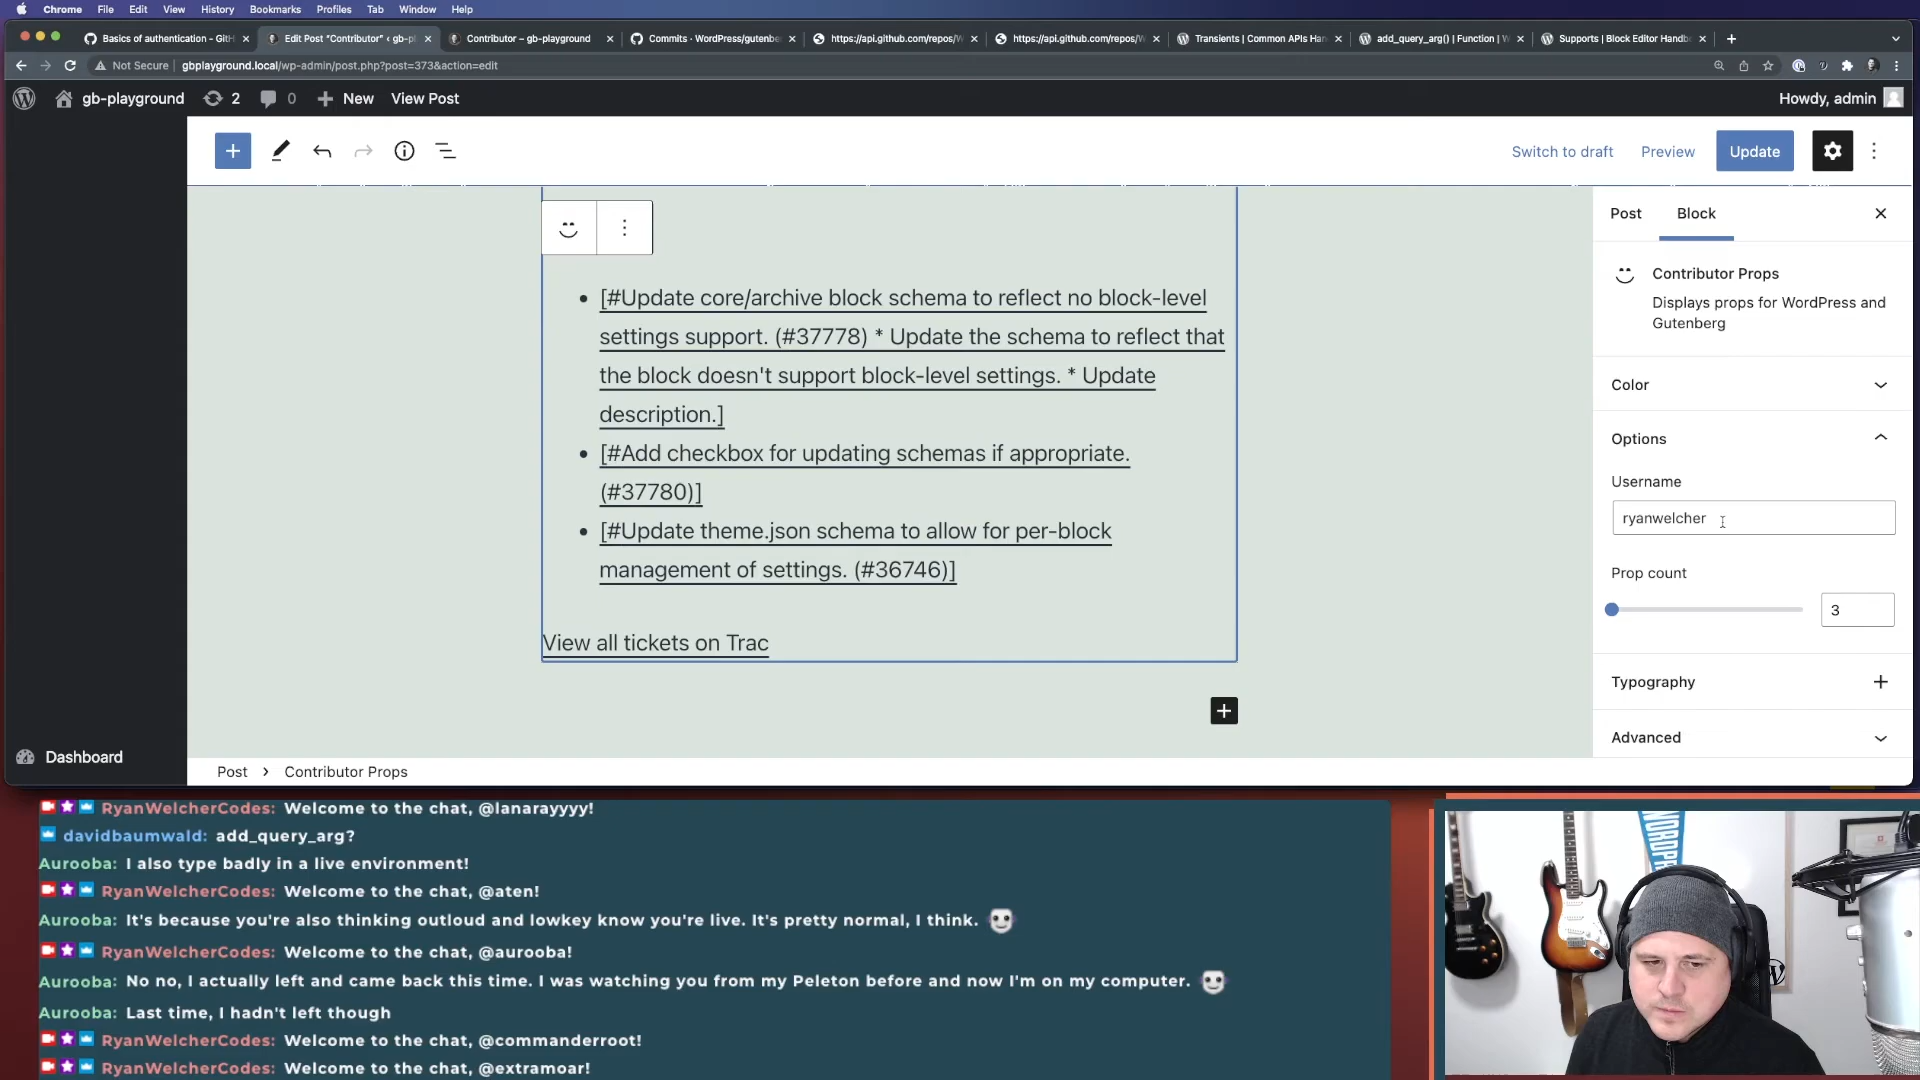 Chrome File Edit View History Bookmarks Profiles Tab Window Help
Basics of authentication - GitH Edit Post "Contributor" ‹ gb-pl Contributor – gb-playground Commits · WordPress/gutenbe https://api.github.com/repos/W https://api.github.com/repos/W Transients | Common APIs Han add_query_arg() | Function | W Supports | Block Editor Handb
Not Secure gbplayground.local/wp-admin/post.php?post=373&action=edit
gb-playground 2 0 New View Post Howdy, admin
Switch to draft Preview Update
Post Block
Contributor Props
Displays props for WordPress and
Gutenberg
Color
Options
Username
ryanwelcher
Prop count
3
Typography
Advanced
[#Update core/archive block schema to reflect no block-level
settings support. (#37778) * Update the schema to reflect that
the block doesn't support block-level settings. * Update
description.]
[#Add checkbox for updating schemas if appropriate.
(#37780)]
[#Update theme.json schema to allow for per-block
management of settings. (#36746)]
View all tickets on Trac
Dashboard
Post › Contributor Props
RyanWelcherCodes: Welcome to the chat, @lanarayyyy!
davidbaumwald: add_query_arg?
Aurooba: I also type badly in a live environment!
RyanWelcherCodes: Welcome to the chat, @aten!
Aurooba: It's because you're also thinking outloud and lowkey know you're live. It's pretty normal, I think.
RyanWelcherCodes: Welcome to the chat, @aurooba!
Aurooba: No no, I actually left and came back this time. I was watching you from my Peleton before and now I'm on my computer.
Aurooba: Last time, I hadn't left though
RyanWelcherCodes: Welcome to the chat, @commanderroot!
RyanWelcherCodes: Welcome to the chat, @extramoar!